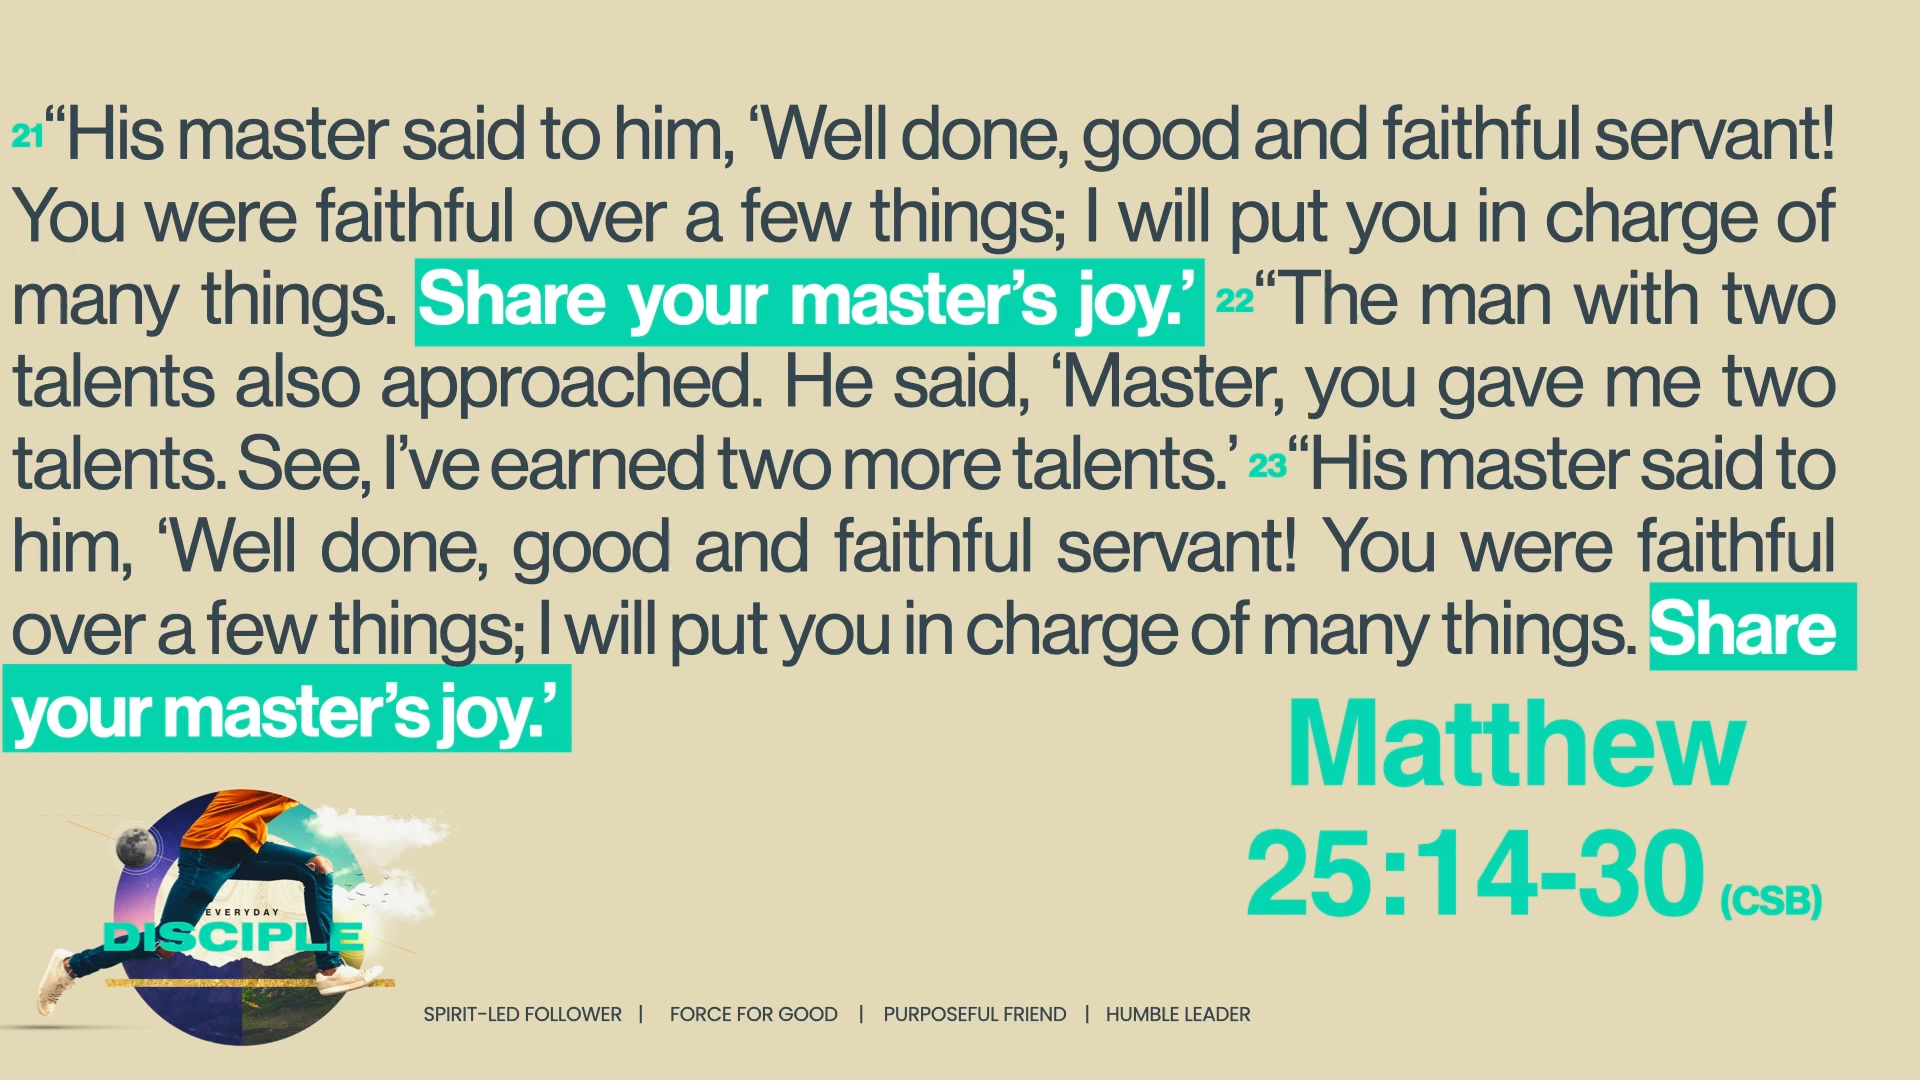 21“His master said to him, ‘Well done, good and faithful servant!
You were faithful over a few things; I will put you in charge of
many things. Share your master’s joy.’ 22“The man with two
talents also approached. He said, ‘Master, you gave me two
talents. See, I’ve earned two more talents.’ 23“His master said to
him, ‘Well done, good and faithful servant! You were faithful
over a few things; I will put you in charge of many things. Share
your master’s joy.’
Matthew
25:14-30 (CSB)
EVERYDAY
DISCIPLE
SPIRIT-LED FOLLOWER | FORCE FOR GOOD | PURPOSEFUL FRIEND | HUMBLE LEADER